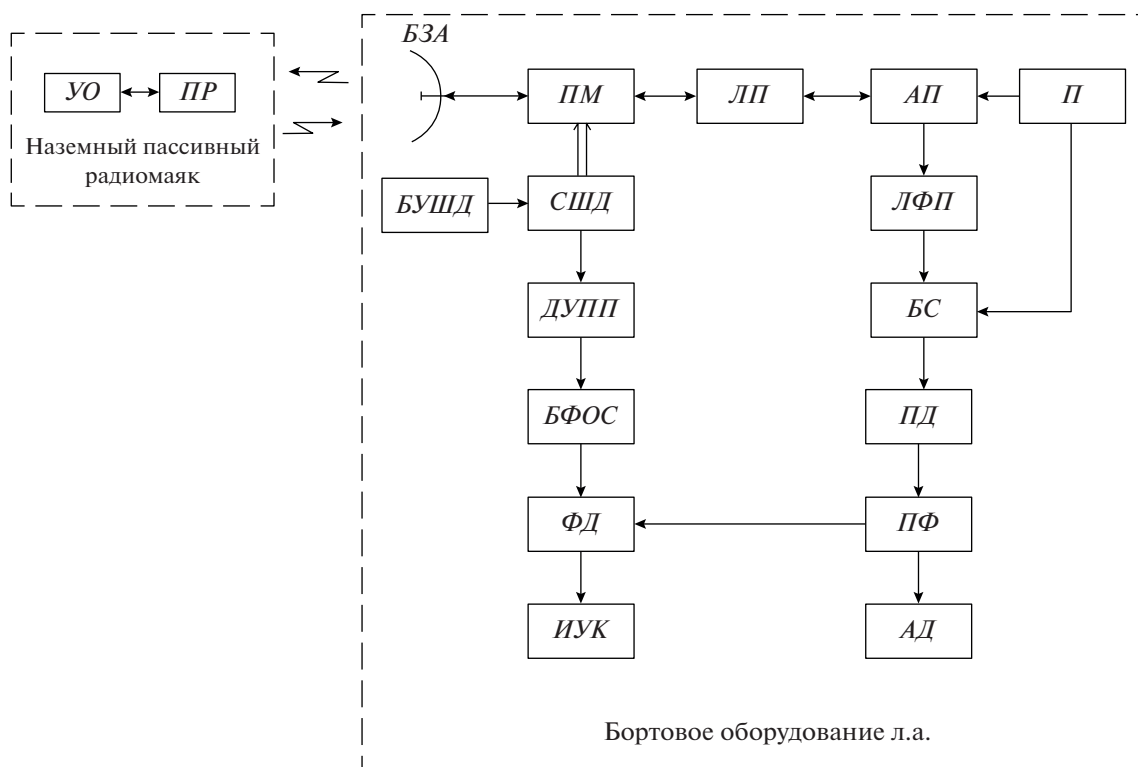 БЗА
УО
ПР
Наземный пассивный
радиомаяк
ПМ
ЛП
АП
П
БУШД
СШД
ЛФП
ДУПП
БС
БФОС
ПД
ФД
ПФ
ИУК
АД
Бортовое оборудование л.а.